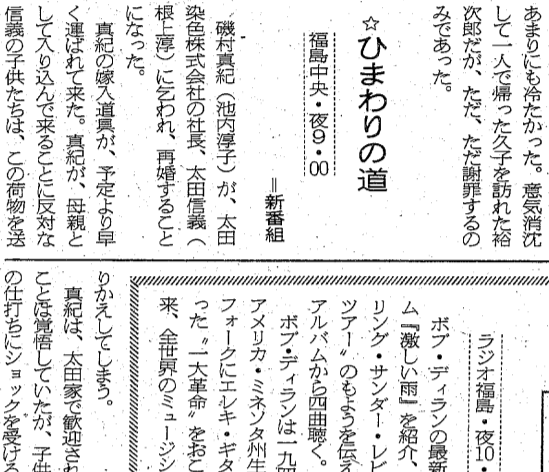 あまりにも冷たかった。意気消沈
して一人で帰った久子を訪れた裕
次郎だが、ただ、ただ謝罪するの
みであった。
☆ひまわりの道
福島中央・夜9・00
＝新番組
磯村真紀（池内淳子）が、太田
染色株式会社の社長、太田信義（
根上淳）に乞われ、再婚すること
になった。
真紀の嫁入道具が、予定より早
く運ばれて来た。真紀が、母親と
して入り込んで来ることに反対な
信義の子供たちは、この荷物を送
りかえしてしまう。
真紀は、太田家で歓迎され
ことは覚悟していたが、子供
の仕打ちにショックを受ける
ラジオ福島・夜10
ボブ・ディランの最新
ム『激しい雨』を紹介、
リング・サンダー・レビ
ツアー〟のもようを伝え
アルバムから四曲聴く。
ボブ・ディランは一九四
アメリカ・ミネソタ州生
フォークにエレキ・ギタ
った〝一大革命〟をおこ
来、全世界のミュージシ